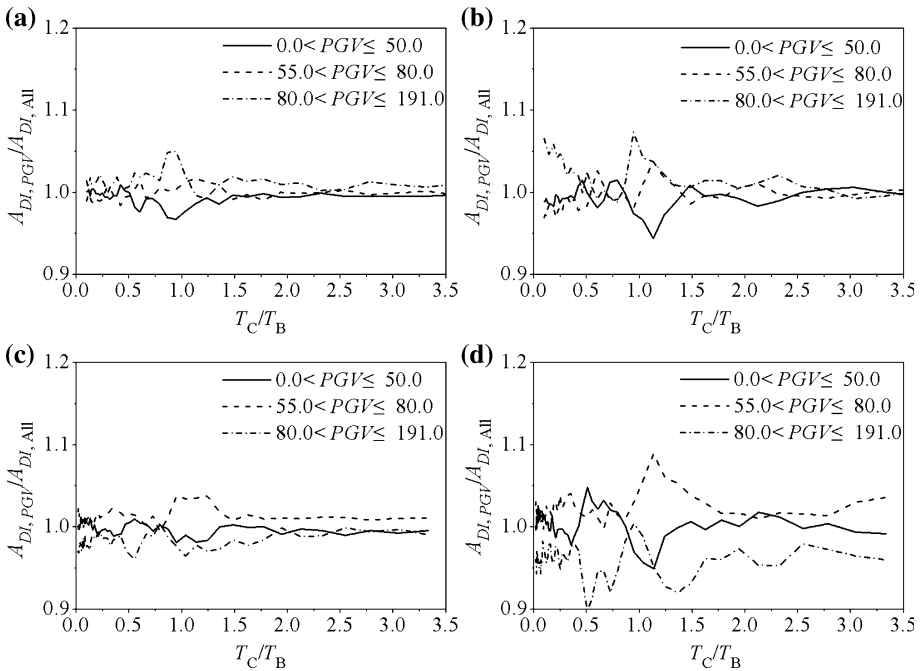 (a)
1.2
1.1
1.0
0.9
A_DI, PGV/A_DI, All
0.0< PGV≤ 50.0
55.0< PGV≤ 80.0
80.0< PGV≤ 191.0
0.0 0.5 1.0 1.5 2.0 2.5 3.0 3.5
T_C/T_B
(b)
1.2
1.1
1.0
0.9
A_DI, PGV/A_DI, All
0.0< PGV≤ 50.0
55.0< PGV≤ 80.0
80.0< PGV≤ 191.0
0.0 0.5 1.0 1.5 2.0 2.5 3.0 3.5
T_C/T_B
(c)
1.2
1.1
1.0
0.9
A_DI, PGV/A_DI, All
0.0< PGV≤ 50.0
55.0< PGV≤ 80.0
80.0< PGV≤ 191.0
0.0 0.5 1.0 1.5 2.0 2.5 3.0 3.5
T_C/T_B
(d)
1.2
1.1
1.0
0.9
A_DI, PGV/A_DI, All
0.0< PGV≤ 50.0
55.0< PGV≤ 80.0
80.0< PGV≤ 191.0
0.0 0.5 1.0 1.5 2.0 2.5 3.0 3.5
T_C/T_B